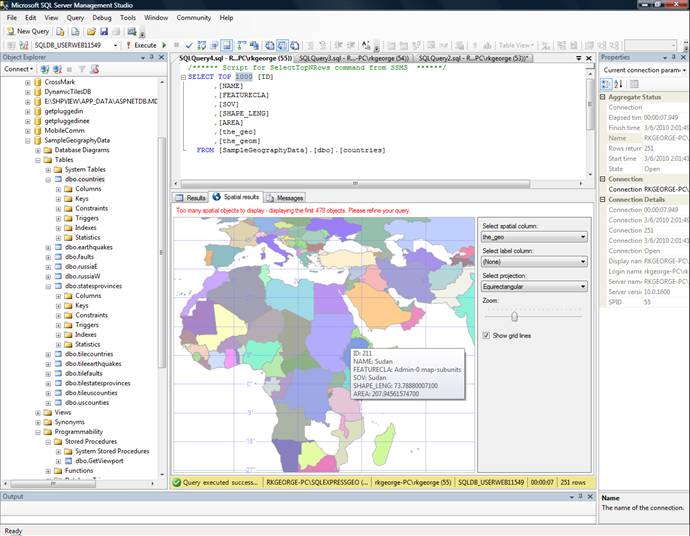 Microsoft SQL Server Management Studio
File Edit View Query Debug Tools Window Community Help
New Query
SQLDB_USERWEB11549 Execute Table View
Object Explorer
Connect
CrossMark
DynamicTilesDB
E:\SHPVIEW\APP_DATA\ASPNETDB.MD
getpluggedin
getpluggedinee
MobileComm
SampleGeographyData
Database Diagrams
Tables
System Tables
dbo.countries
Columns
Keys
Constraints
Triggers
Indexes
Statistics
dbo.earthquakes
dbo.faults
dbo.russiaE
dbo.russiaW
dbo.statesprovinces
Columns
Keys
Constraints
Triggers
Indexes
Statistics
dbo.tilecountries
dbo.tileearthquakes
dbo.tilefaults
dbo.tilestatesprovinces
dbo.tileuscounties
dbo.uscounties
Views
Synonyms
Programmability
Stored Procedures
System Stored Procedures
dbo.GetViewport
Functions
SQLQuery4.sql - R...PC\rkgeorge (55)) SQLQuery3.sql - R...-PC\rkgeorge (54)) SQLQuery2.sql - R...PC\rkgeorge (53))*
/****** Script for SelectTopNRows command from SSMS ******/
SELECT TOP 1000 [ID]
,[NAME]
,[FEATURECLA]
,[SOV]
,[SHAPE_LENG]
,[AREA]
,[the_geo]
,[the_geom]
FROM [SampleGeographyData].[dbo].[countries]
Results Spatial results Messages
Too many spatial objects to display - displaying the first 478 objects. Please refine your query.
ID: 211
NAME: Sudan
FEATURECLA: Admin-0 map-subunits
SOV: Sudan
SHAPE_LENG: 73.78880007100
AREA: 207.94561574700
Select spatial column:
the_geo
Select label column:
(None)
Select projection:
Equirectangular
Zoom:
Show grid lines
Query executed success... RKGEORGE-PC\SQLEXPRESSGEO (... rkgeorge-PC\rkgeorge (55) SQLDB_USERWEB11549 00:00:07 251 rows
Properties
Current connection param
Aggregate Status
Connection
Elapsed tim 00:00:07.949
Finish time 3/6/2010 2:01:49
Name RKGEORGE-PC\
Rows return 251
Start time 3/6/2010 2:01:41
State Open
Connection
Connection RKGEORGE-PC\
Connection Details
Connection 00:00:07.949
Connection 3/6/2010 2:01:49
Connection 251
Connection 3/6/2010 2:01:41
Connection Open
Display nam RKGEORGE-PC\
Login name rkgeorge-PC\rkg
Server nam RKGEORGE-PC\
Server versi 10.0.1600
SPID 55
Name
The name of the connection.
Output
Ready